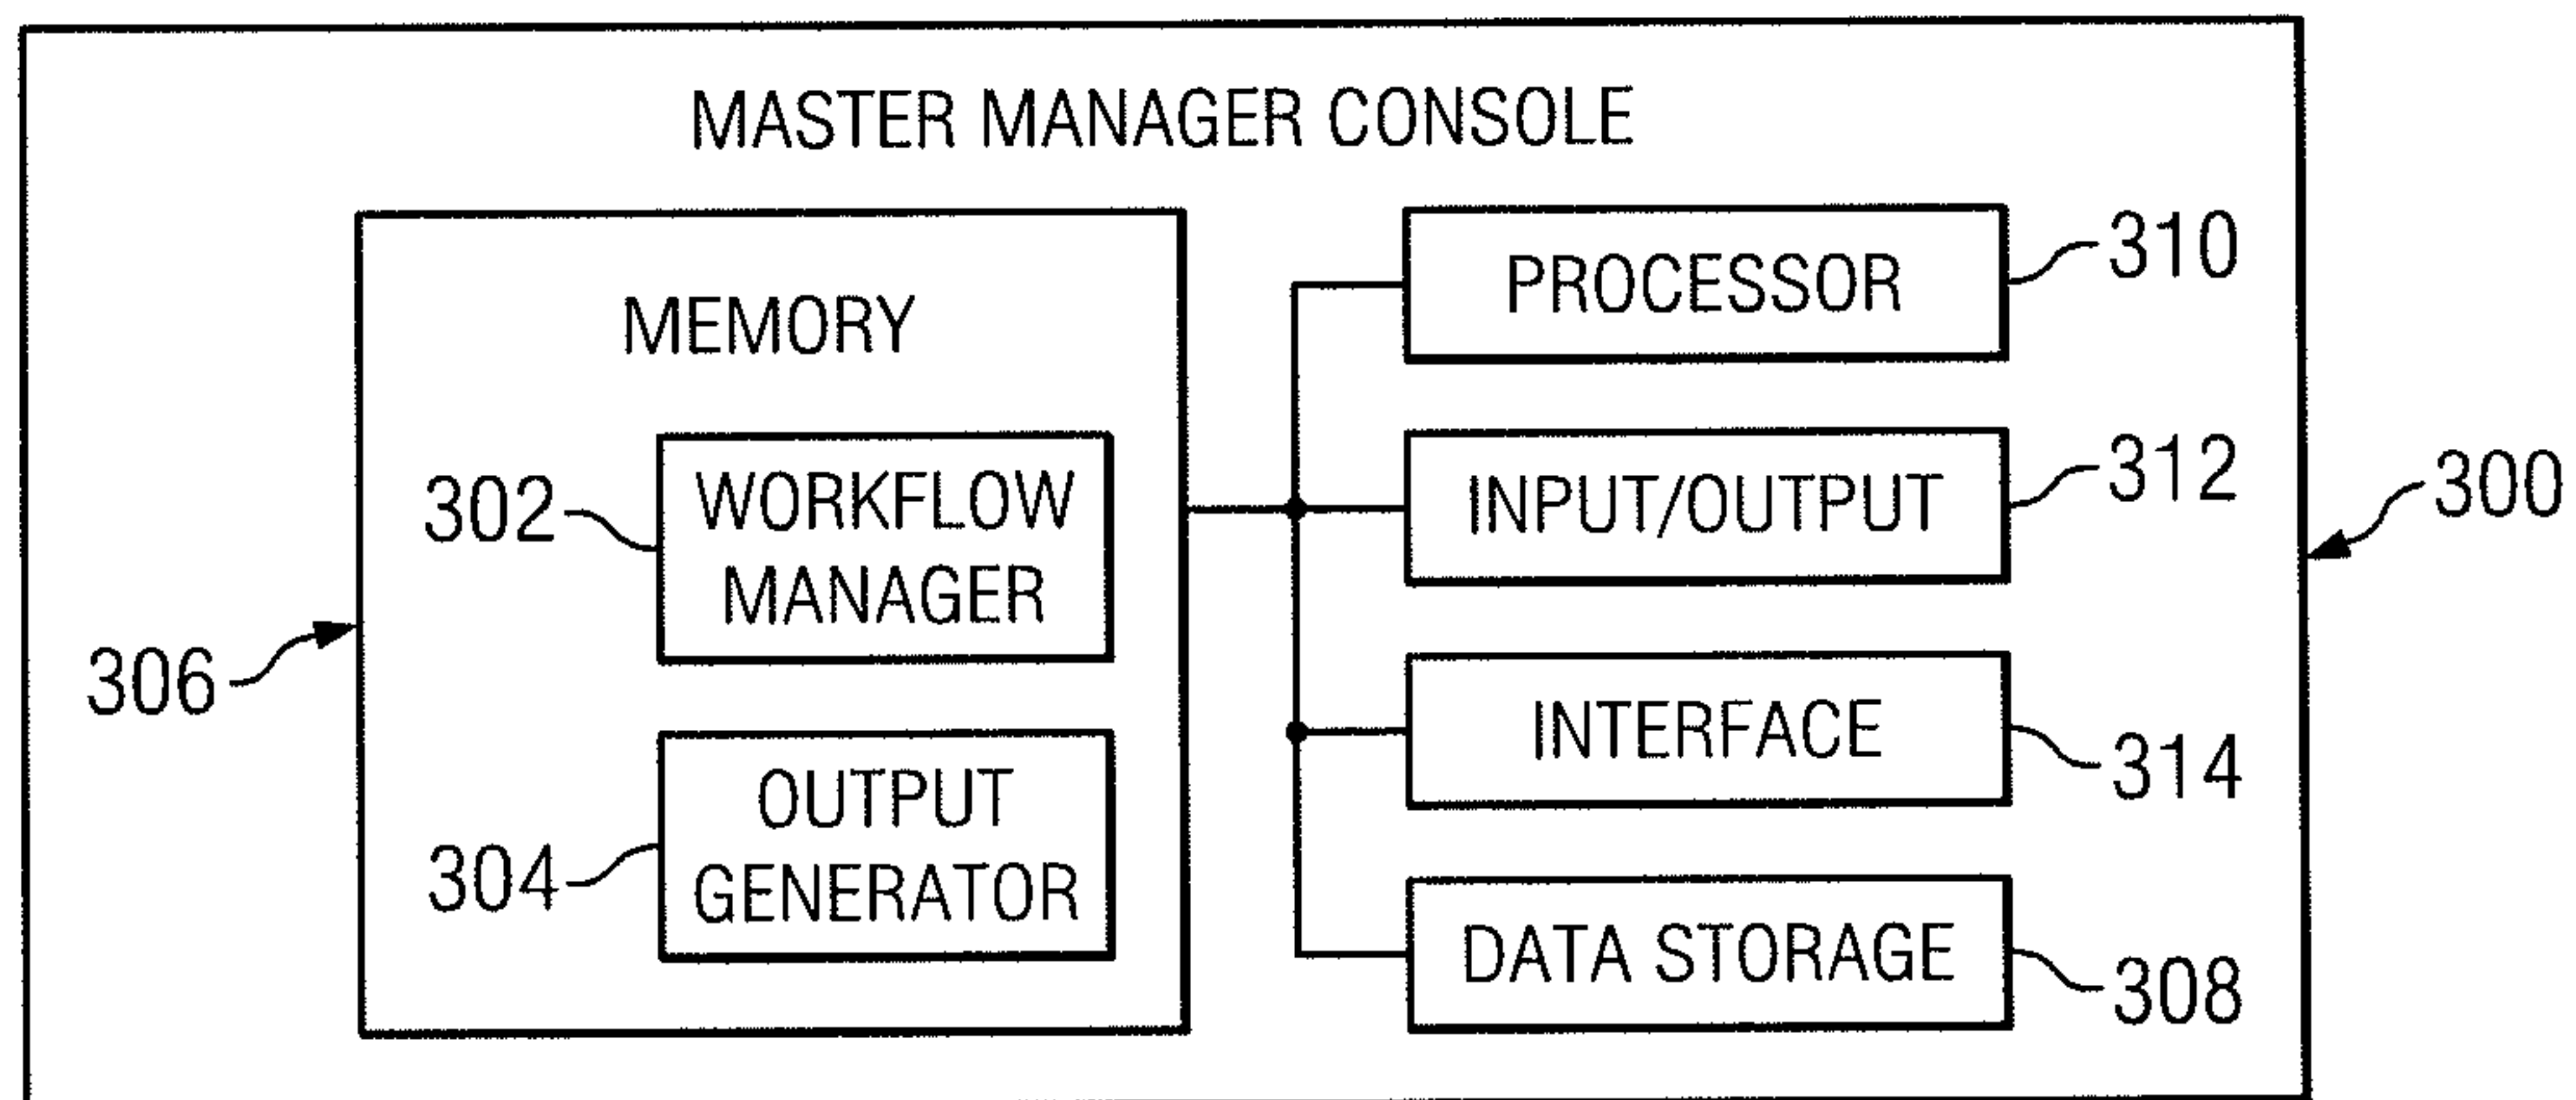 MASTER MANAGER CONSOLE
MEMORY
302
WORKFLOW
MANAGER
306
304
OUTPUT
GENERATOR
PROCESSOR
310
INPUT/OUTPUT
312
300
INTERFACE
314
DATA STORAGE
308